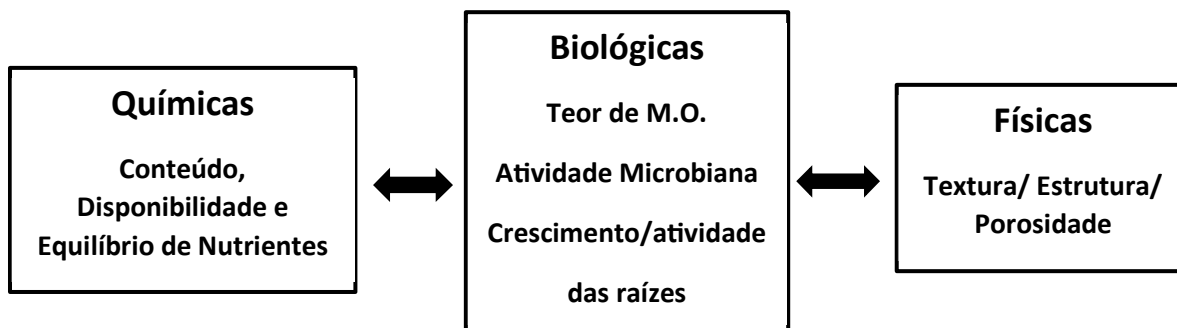 Químicas
Conteúdo,
Disponibilidade e
Equilíbrio de Nutrientes
Biológicas
Teor de M.O.
Atividade Microbiana
Crescimento/atividade
das raízes
Físicas
Textura/ Estrutura/
Porosidade